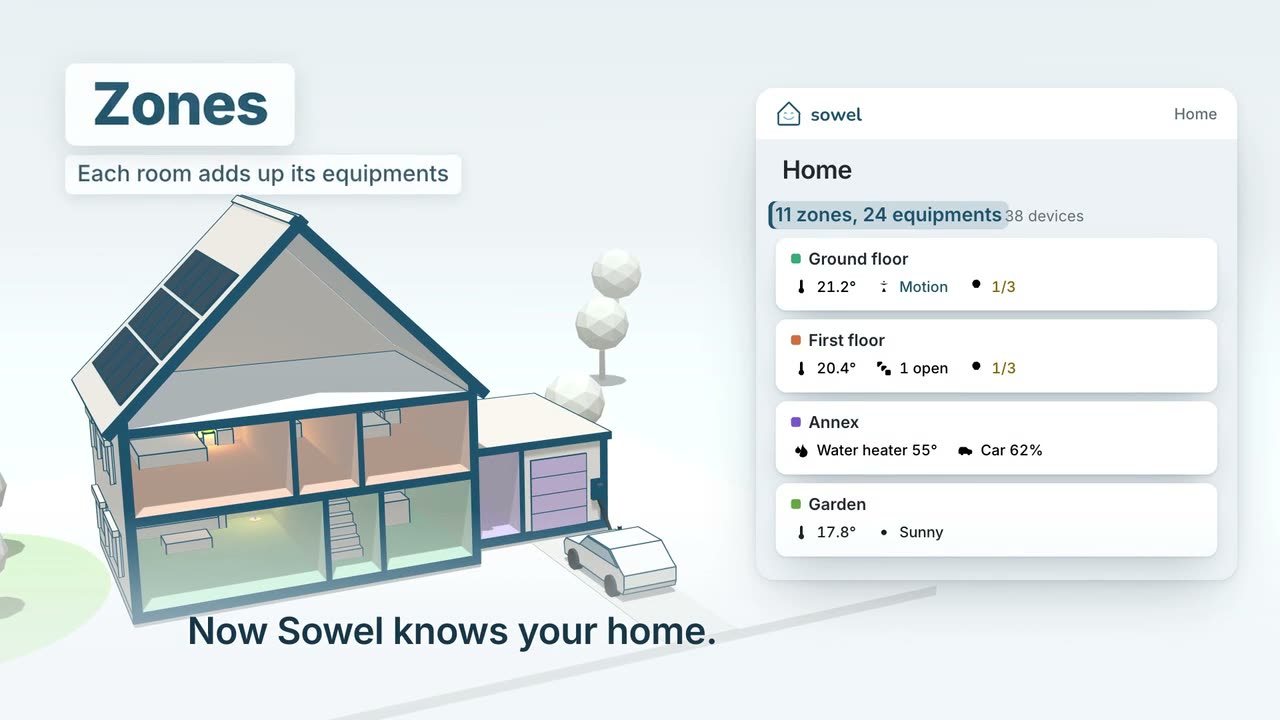 Zones
Each room adds up its equipments
sowel
Home
Home
11 zones, 24 equipments 38 devices
Ground floor
21.2° Motion 1/3
First floor
20.4° 1 open 1/3
Annex
Water heater 55° Car 62%
Garden
17.8° Sunny
Now Sowel knows your home.